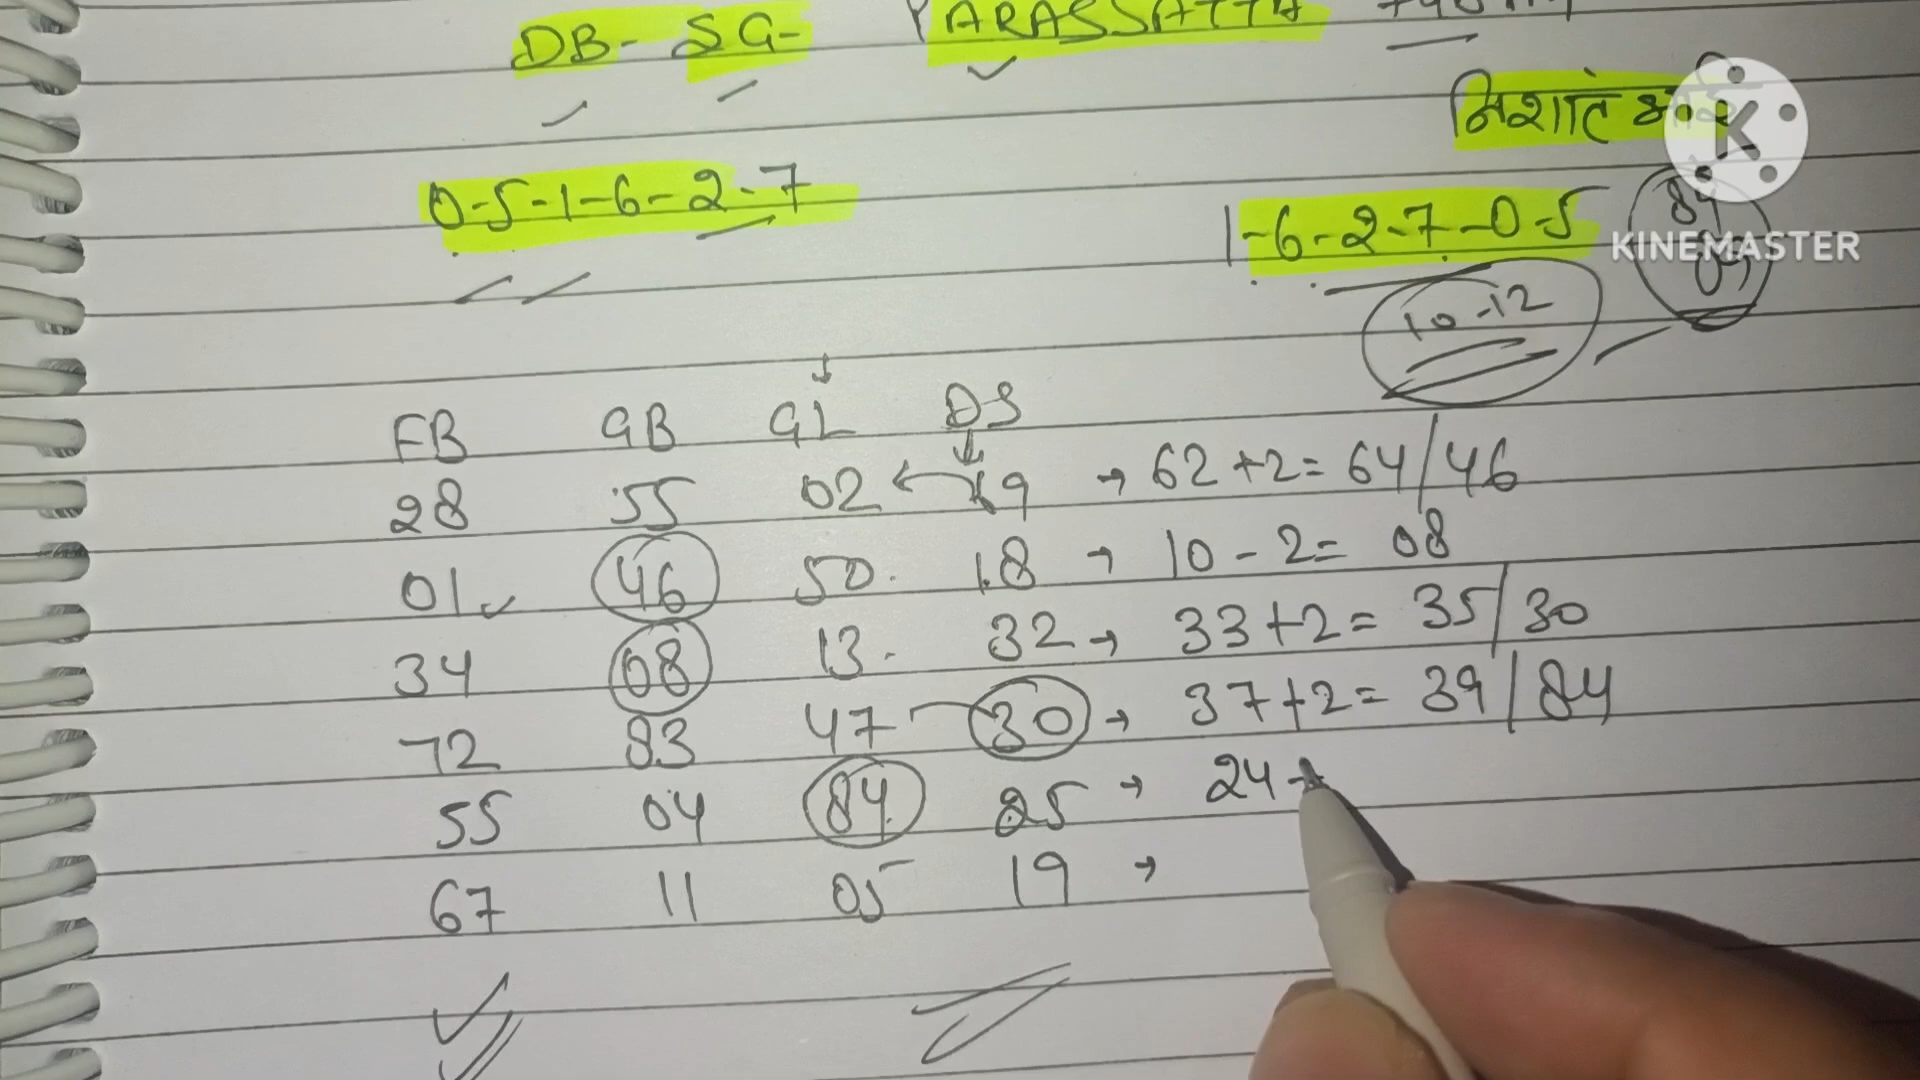 DB- SG- PARASSATTA
निशांत भाई
0-5-1-6-2-7
1-6-2-7-0-5
84
KINEMASTER
10-12
FB GB GL DS
28 55 02 ← 19 → 62+2= 64/46
01 46 50. 18 → 10-2= 08
34 08 13. 32 → 33+2= 35/30
72 83 47 30 → 37+2= 39/84
55 04 84 25 → 24+
67 11 05 19 →